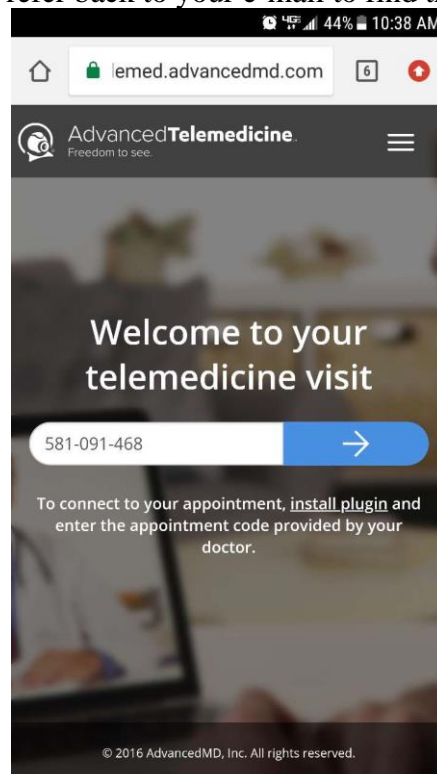 refer back to your e-mail to find t
4G 44% 10:38 AM
lemed.advancedmd.com 6
AdvancedTelemedicine.
Freedom to see.
Welcome to your
telemedicine visit
581-091-468
To connect to your appointment, install plugin and
enter the appointment code provided by your
doctor.
© 2016 AdvancedMD, Inc. All rights reserved.